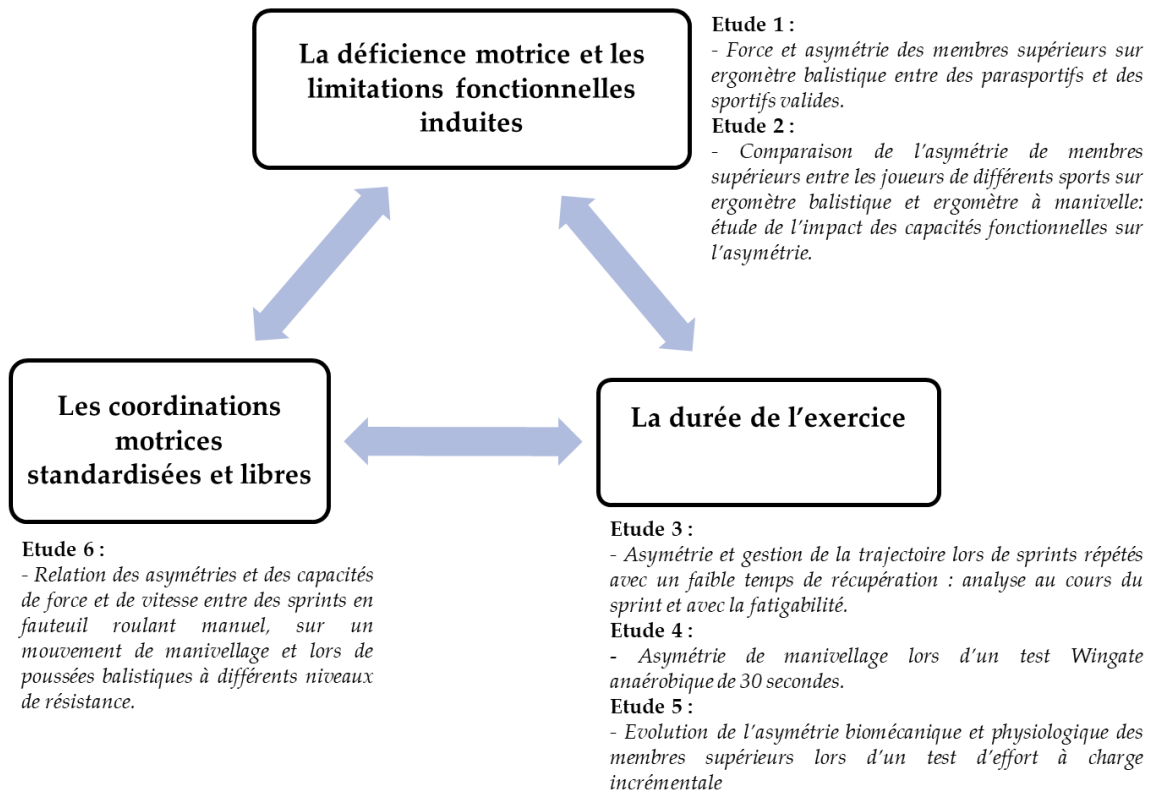 La déficience motrice et les
limitations fonctionnelles
induites
Etude 1 :
- Force et asymétrie des membres supérieurs sur
ergomètre balistique entre des parasportifs et des
sportifs valides.
Etude 2 :
- Comparaison de l'asymétrie de membres
supérieurs entre les joueurs de différents sports sur
ergomètre balistique et ergomètre à manivelle:
étude de l'impact des capacités fonctionnelles sur
l'asymétrie.
Les coordinations
motrices
standardisées et libres
Etude 6 :
- Relation des asymétries et des capacités
de force et de vitesse entre des sprints en
fauteuil roulant manuel, sur un
mouvement de manivellage et lors de
poussées balistiques à différents niveaux
de résistance.
La durée de l'exercice
Etude 3 :
- Asymétrie et gestion de la trajectoire lors de sprints répétés
avec un faible temps de récupération : analyse au cours du
sprint et avec la fatigabilité.
Etude 4 :
- Asymétrie de manivellage lors d'un test Wingate
anaérobique de 30 secondes.
Etude 5 :
- Evolution de l'asymétrie biomécanique et physiologique des
membres supérieurs lors d'un test d'effort à charge
incrémentale